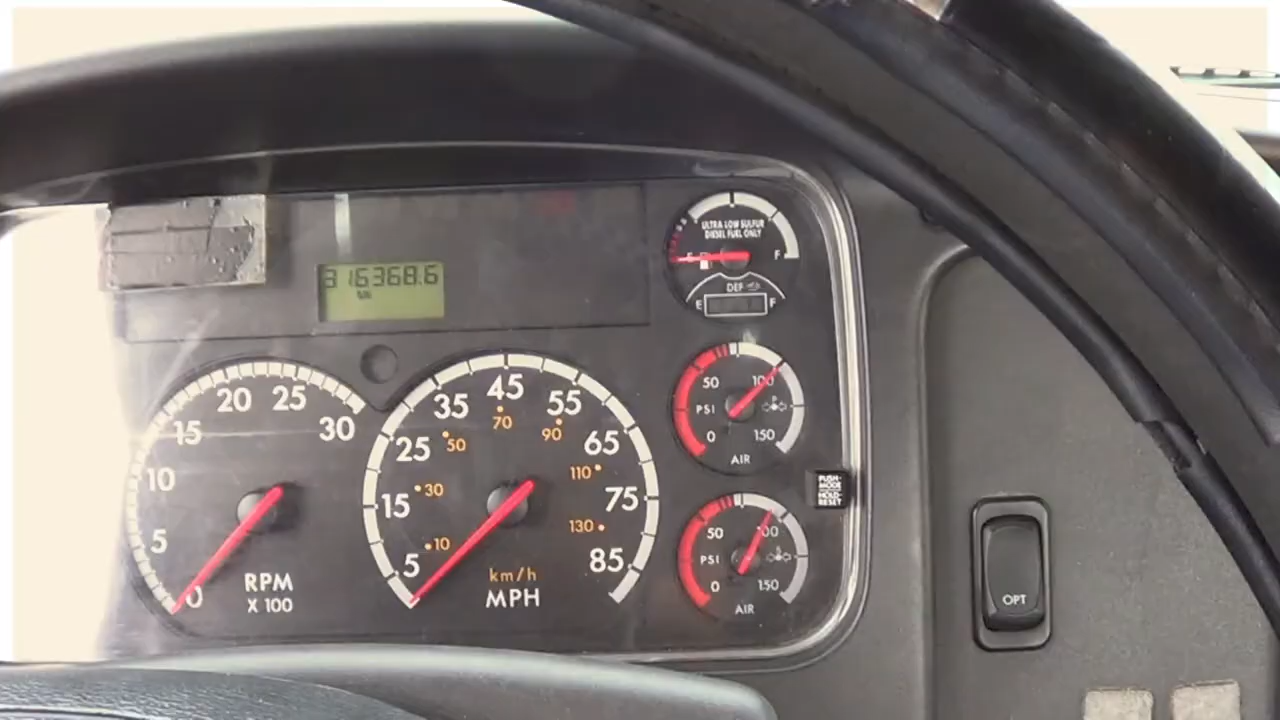 316368.6
ULTRA LOW SULFUR
DIESEL FUEL ONLY
E F
DEF
E F
0 5 10 15 20 25 30
RPM
X 100
5 15 25 35 45 55 65 75 85
10 30 50 70 90 110 130
km/h
MPH
50 100
PSI
0 150
AIR
PUSH-
MODE
HOLD-
RESET
50 100
PSI
0 150
AIR
OPT